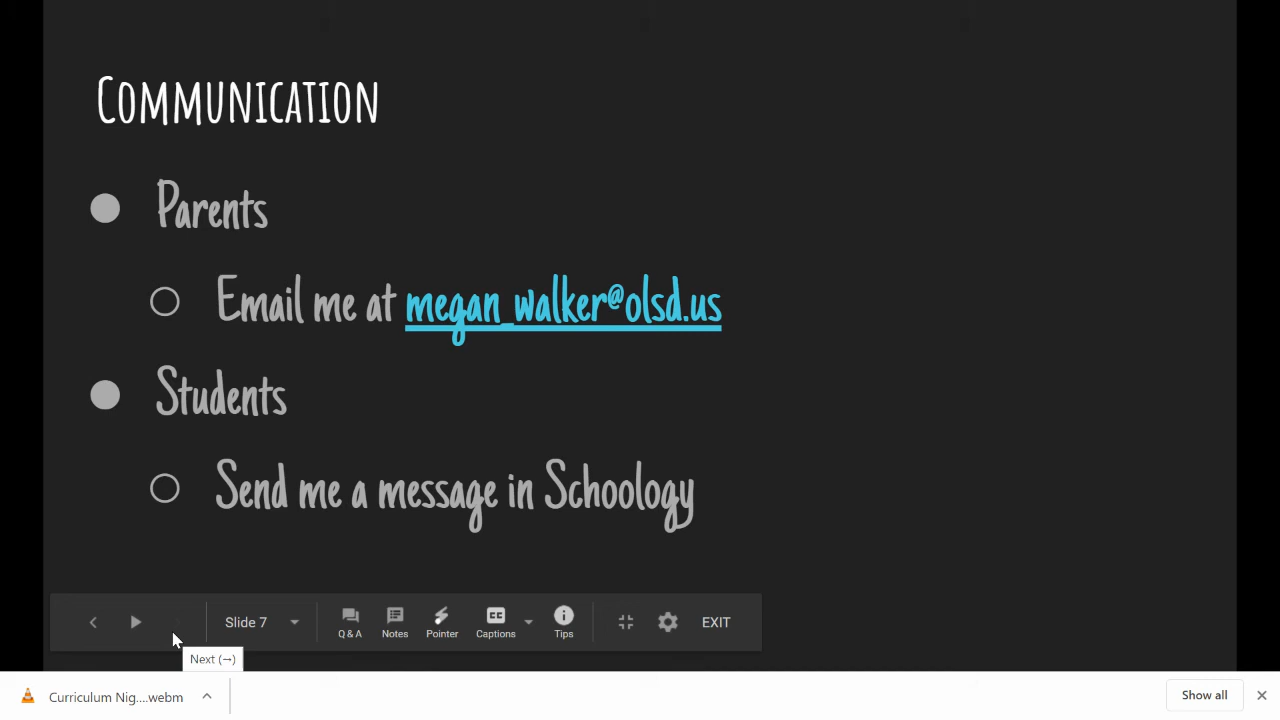 Communication
Parents
Email me at megan_walker@olsd.us
Students
Send me a message in Schoology
Slide 7
Q & A
Notes
Pointer
CC
Captions
Tips
EXIT
Next (→)
Curriculum Nig....webm
Show all